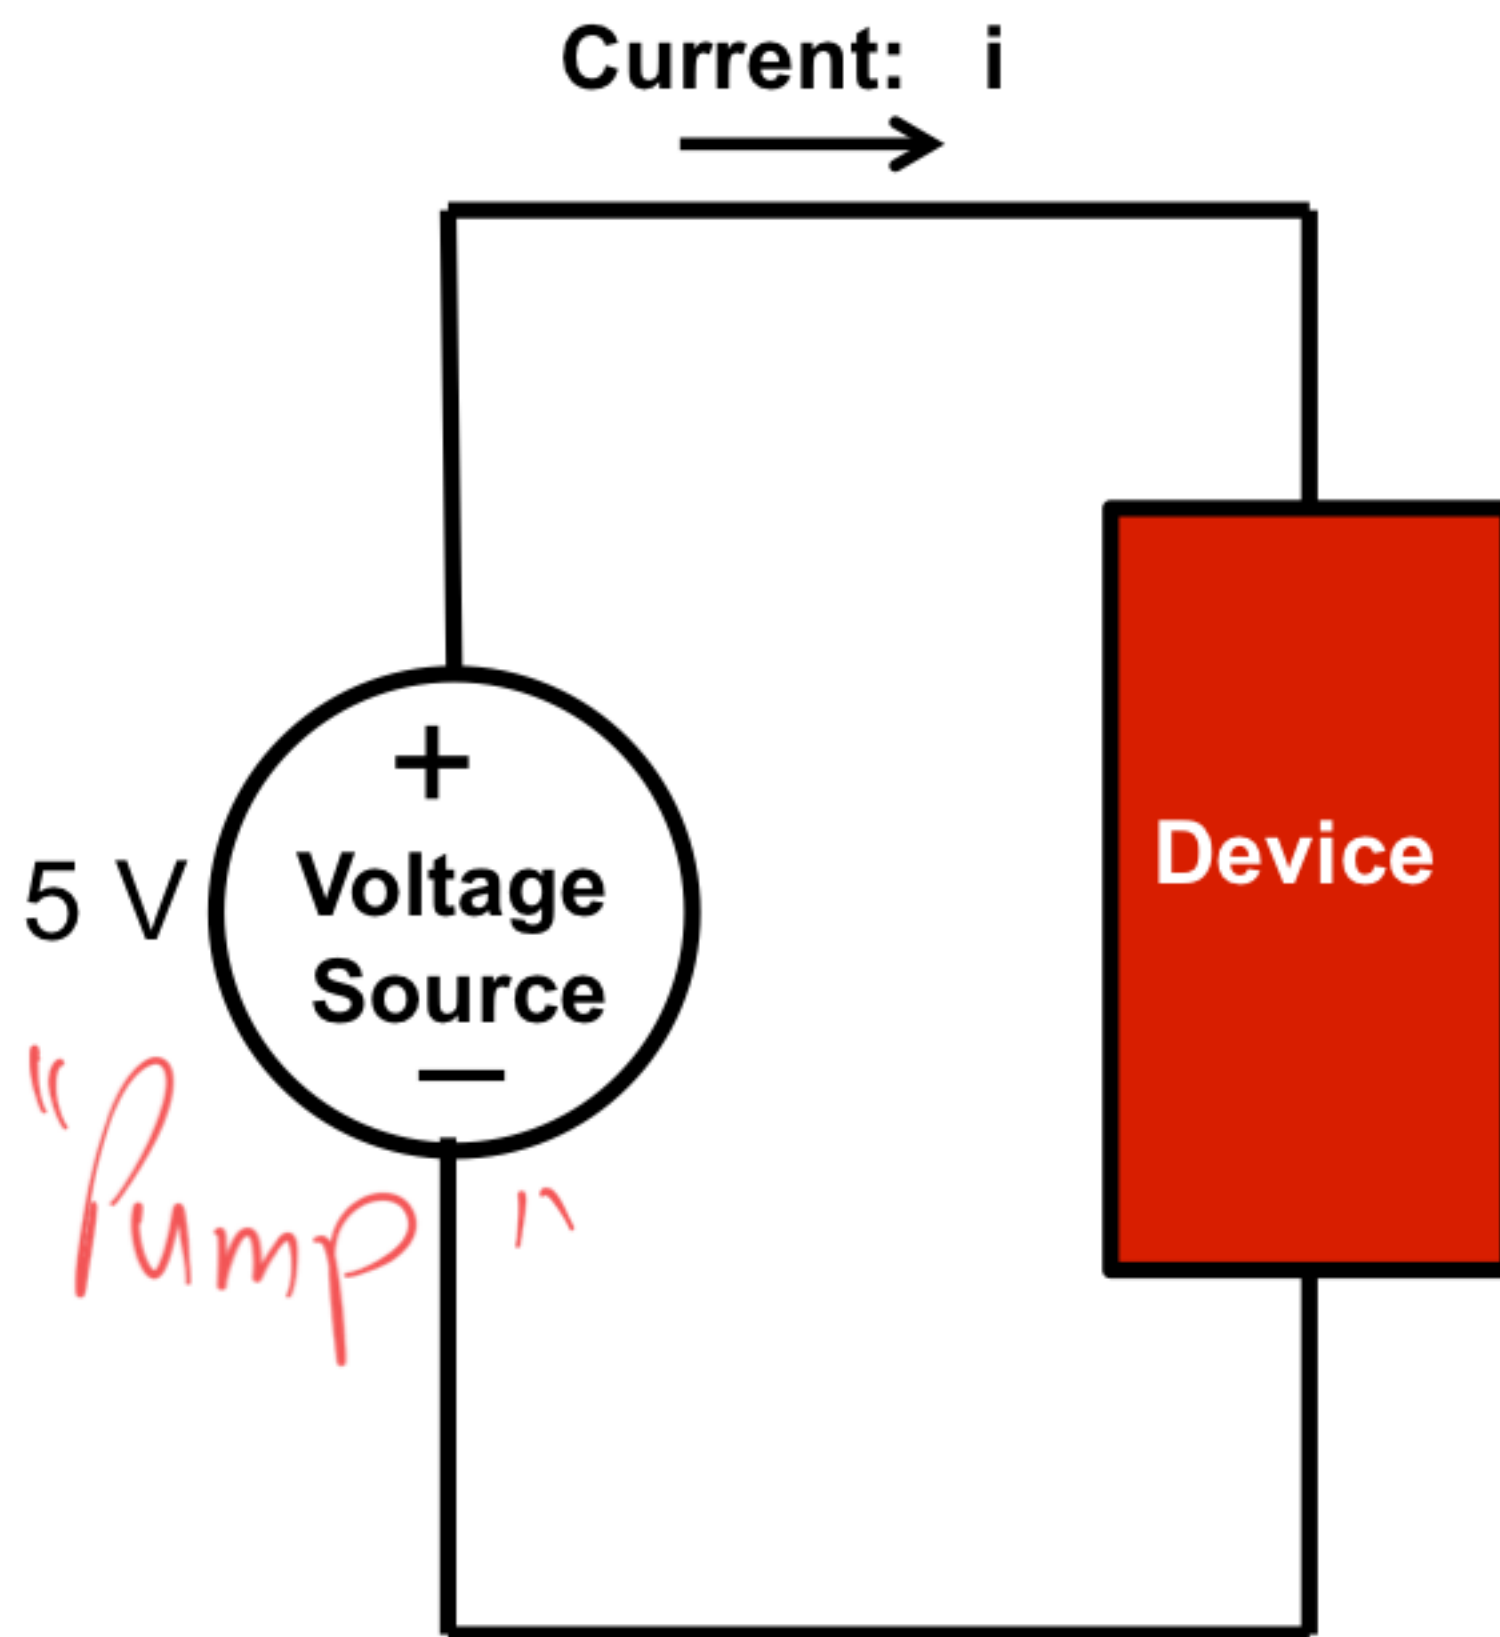 Current: i
+
Voltage
Source
—
5 V
Device
"Pump"